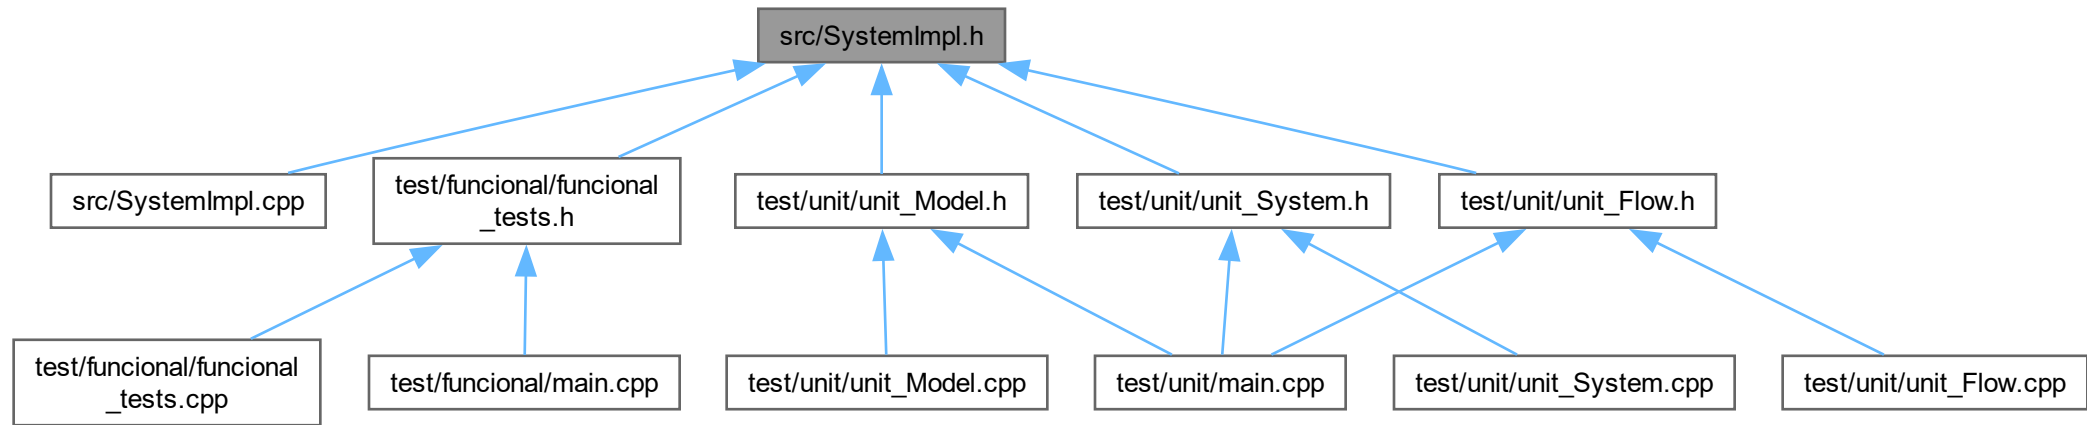 src/SystemImpl.h
src/SystemImpl.cpp
test/funcional/funcional
_tests.h
test/unit/unit_Model.h
test/unit/unit_System.h
test/unit/unit_Flow.h
test/funcional/funcional
_tests.cpp
test/funcional/main.cpp
test/unit/unit_Model.cpp
test/unit/main.cpp
test/unit/unit_System.cpp
test/unit/unit_Flow.cpp